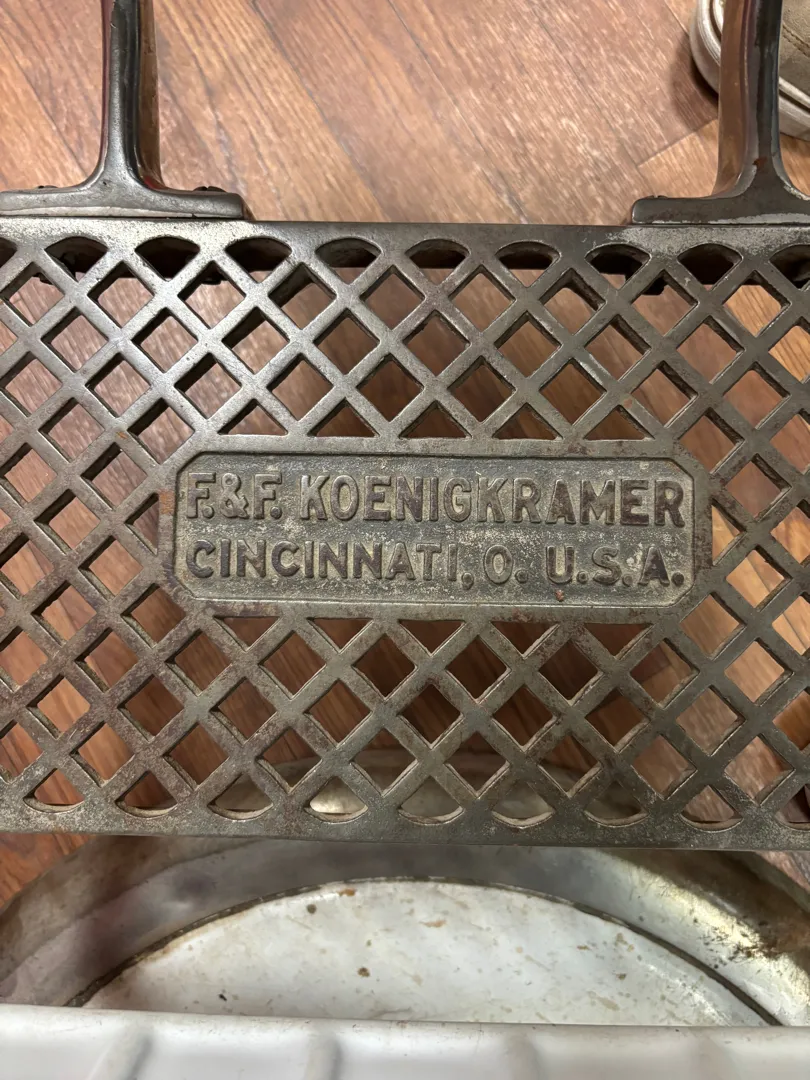 F.&F. KOENIGKRAMER
CINCINNATI, O. U.S.A.